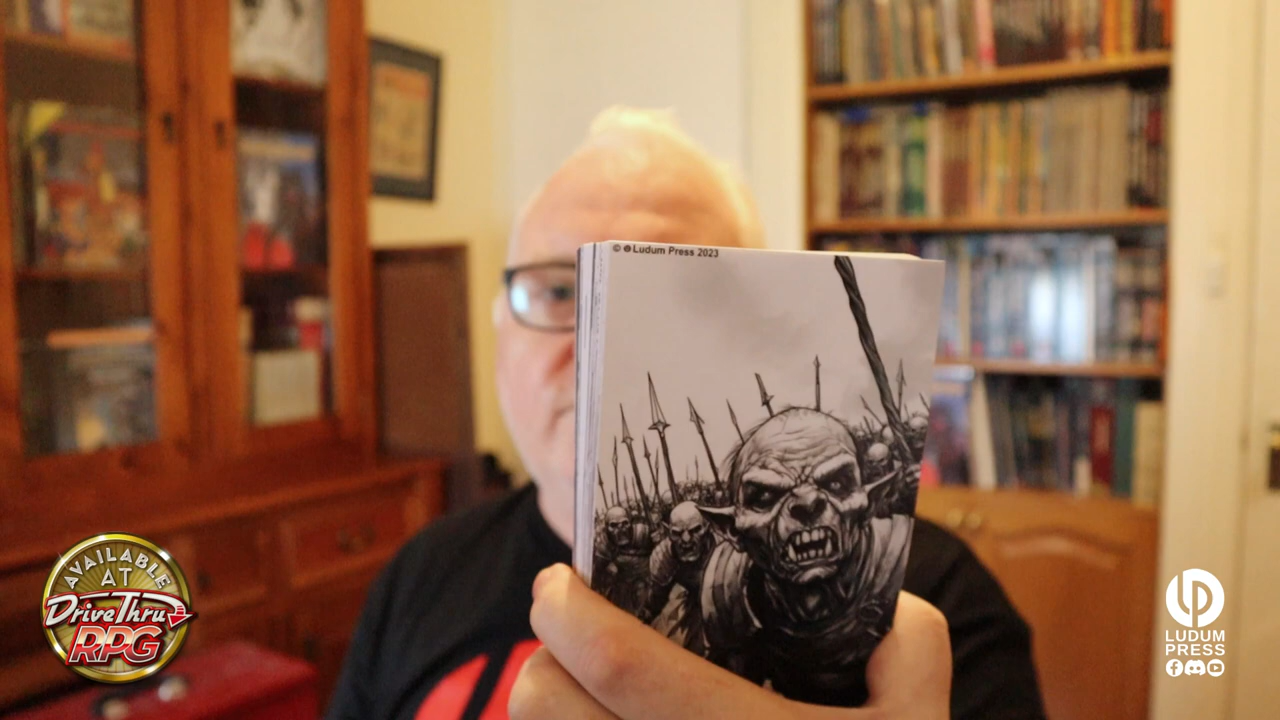 © Ludum Press 2023
AVAILABLE
AT
DriveThru
RPG
LUDUM
PRESS